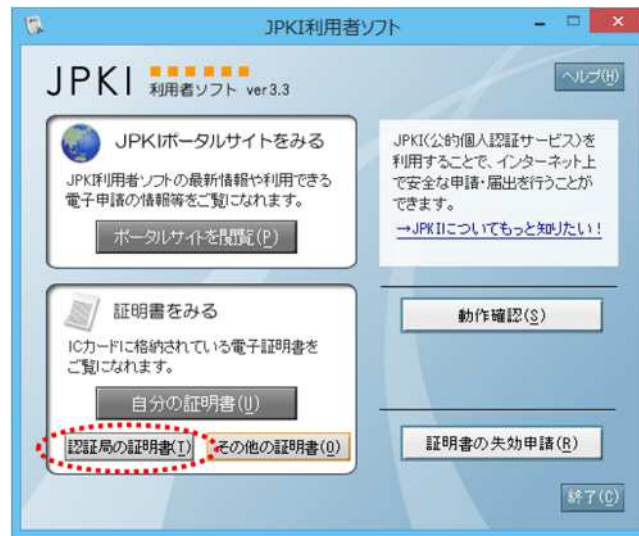 JPKI利用者ソフト
JPKI 利用者ソフト ver3.3
ヘルプ(H)
JPKIポータルサイトをみる
JPKI利用者ソフトの最新情報や利用できる
電子申請の情報等をご覧になれます。
ポータルサイトを閲覧(P)
JPKI(公的個人認証サービス)を
利用することで、インターネット上
で安全な申請・届出を行うことが
できます。
→JPKIについてもっと知りたい!
証明書をみる
ICカードに格納されている電子証明書を
ご覧になれます。
自分の証明書(U)
認証局の証明書(T)
その他の証明書(O)
動作確認(S)
証明書の失効申請(R)
終了(C)